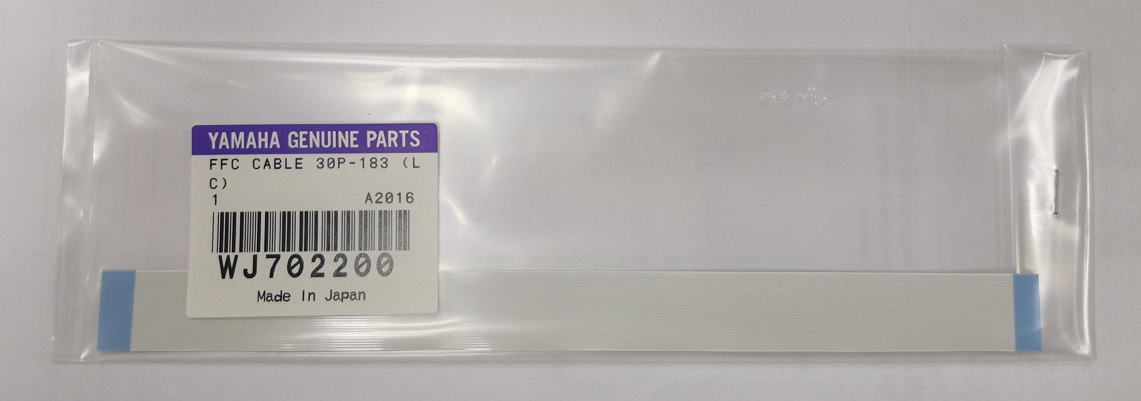 YAMAHA GENUINE PARTS
FFC CABLE 30P-183 (L
C)
1 A2016
WJ702200
Made In Japan